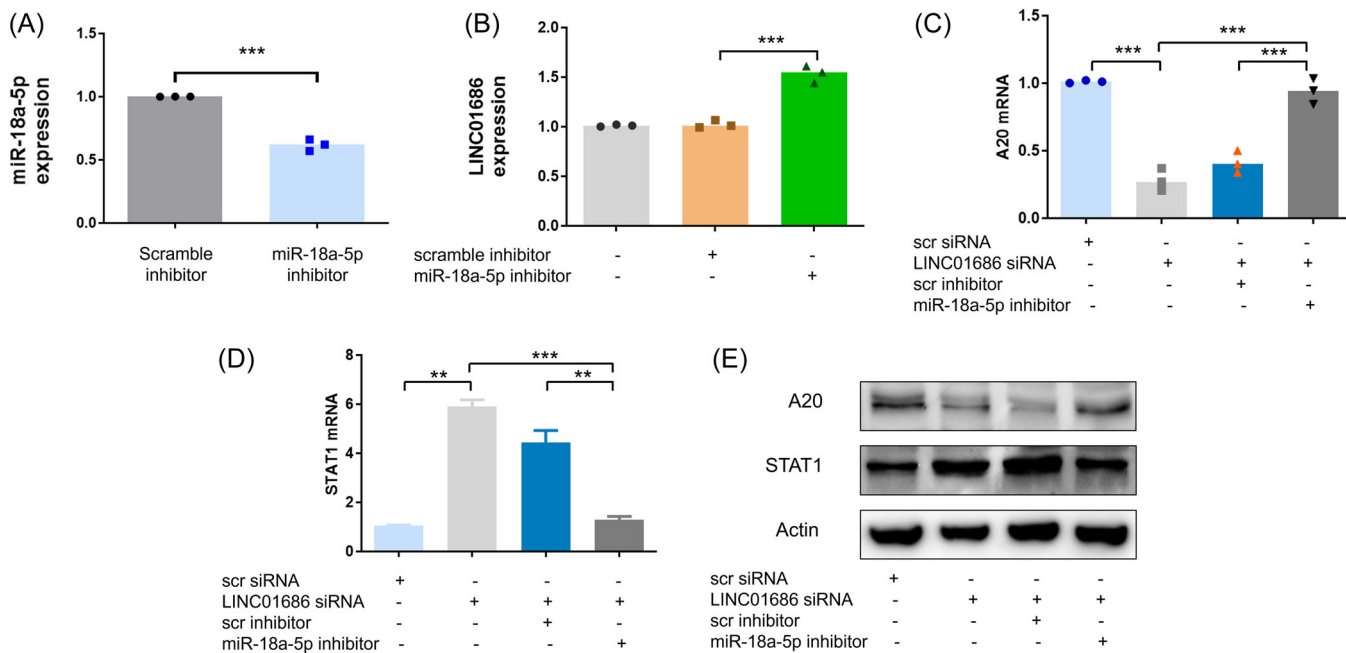 (A)
miR-18a-5p
expression
1.5
1.0
0.5
0.0
***
Scramble
inhibitor
miR-18a-5p
inhibitor
(B)
LINC01686
expression
2.0
1.5
1.0
0.5
0.0
***
scramble inhibitor - + -
miR-18a-5p inhibitor - - +
(C)
A20 mRNA
1.5
1.0
0.5
0.0
***
***
***
scr siRNA + - - -
LINC01686 siRNA - + + +
scr inhibitor - - + -
miR-18a-5p inhibitor - - - +
(D)
STAT1 mRNA
8
6
4
2
0
**
***
**
scr siRNA + - - -
LINC01686 siRNA - + + +
scr inhibitor - - + -
miR-18a-5p inhibitor - - - +
(E)
A20
STAT1
Actin
scr siRNA + - - -
LINC01686 siRNA - + + +
scr inhibitor - - + -
miR-18a-5p inhibitor - - - +